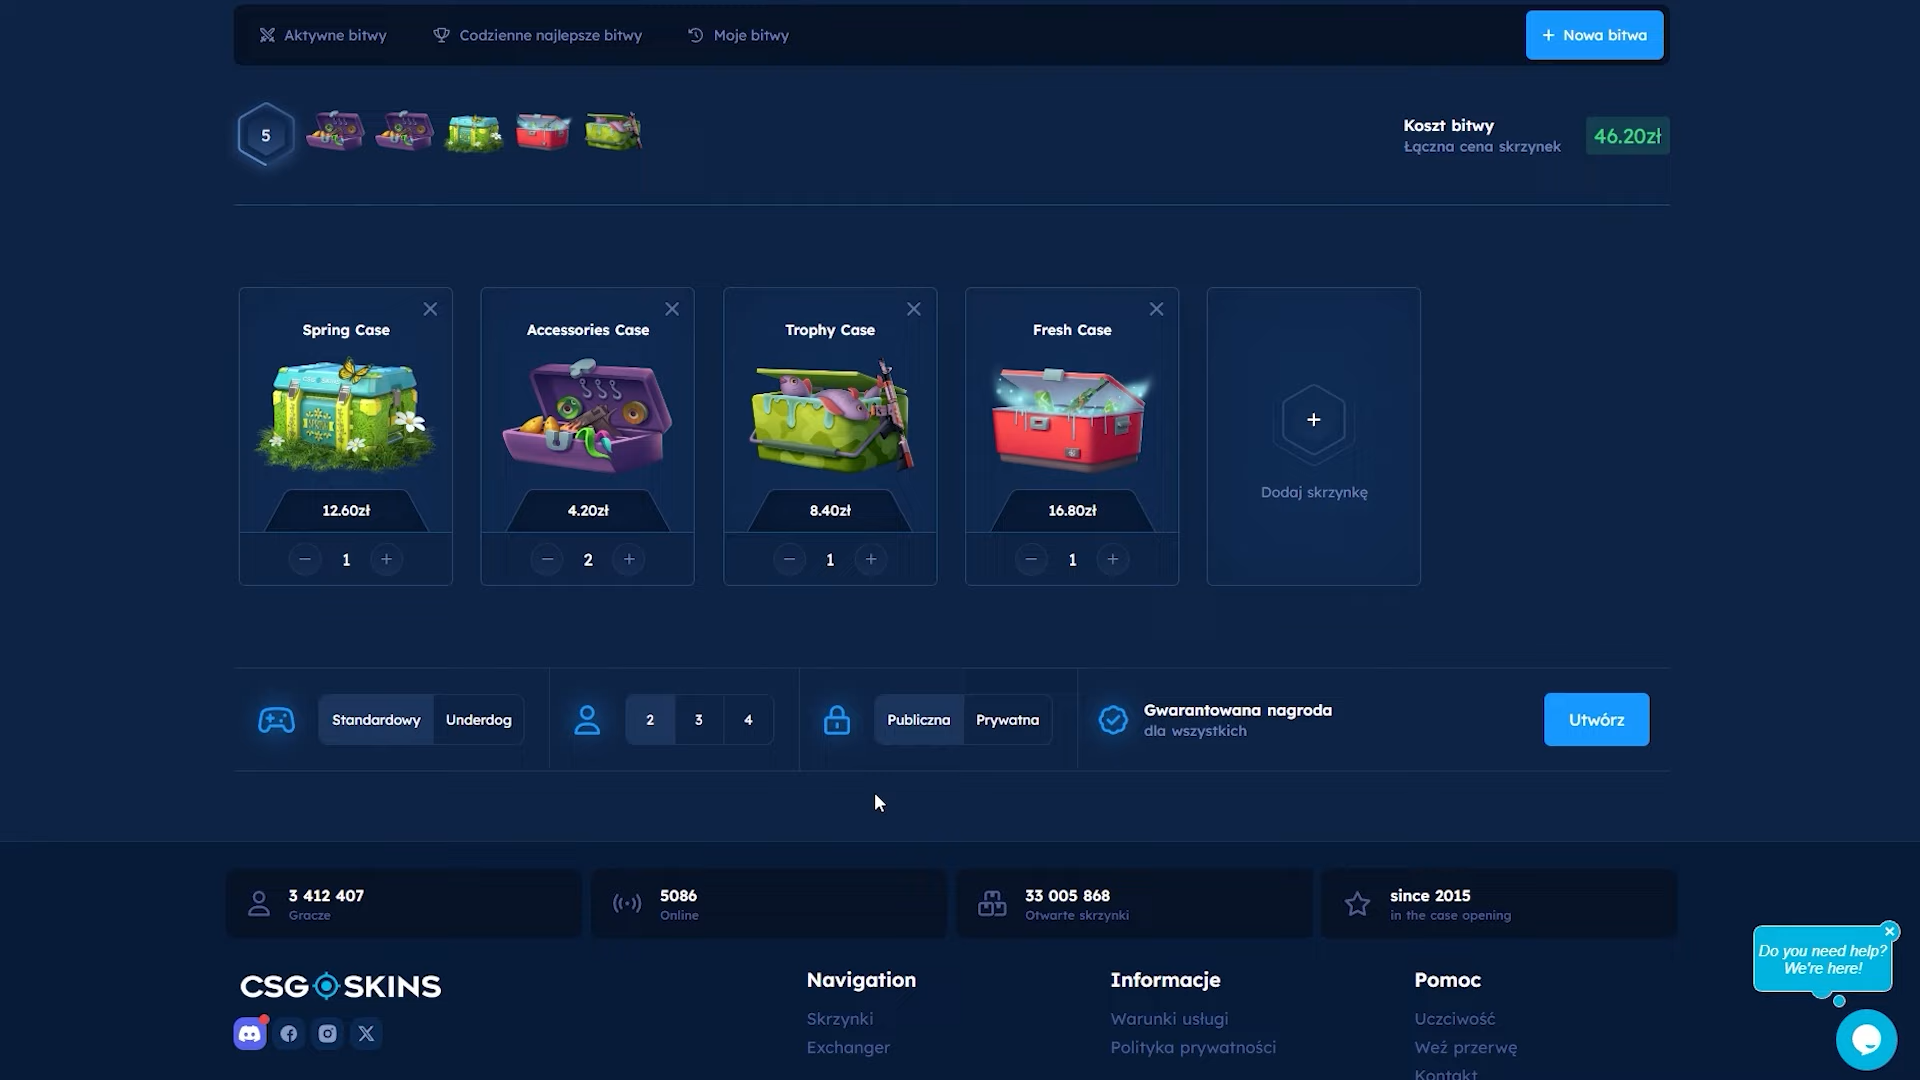 Aktywne bitwy
Codzienne najlepsze bitwy
Moje bitwy
+ Nowa bitwa
5
Koszt bitwy
Łączna cena skrzynek
46.20zł
Spring Case
12.60zł
1
Accessories Case
4.20zł
2
Trophy Case
8.40zł
1
Fresh Case
16.80zł
1
Dodaj skrzynkę
Standardowy
Underdog
2
3
4
Publiczna
Prywatna
Gwarantowana nagroda
dla wszystkich
Utwórz
3 412 407
Gracze
5086
Online
33 005 868
Otwarte skrzynki
since 2015
in the case opening
CSG SKINS
Navigation
Skrzynki
Exchanger
Informacje
Warunki usługi
Polityka prywatności
Pomoc
Uczciwość
Weź przerwę
Kontakt
Do you need help?
We're here!